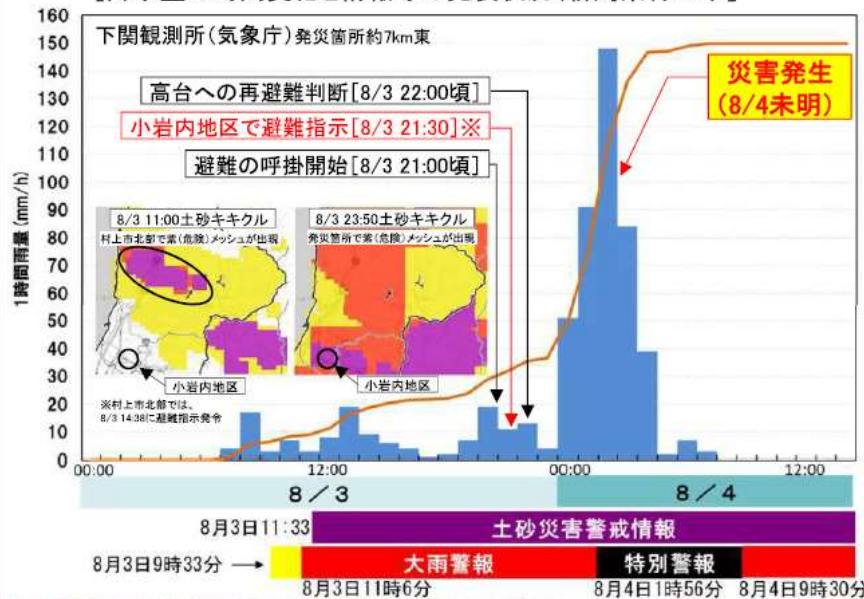 下関観測所(気象庁)発災箇所約7km東
160
150
140
130
120
110
100
90
80
70
60
50
40
30
20
10
0
1時間雨量(mm/h)
高台への再避難判断[8/3 22:00頃]
小岩内地区で避難指示[8/3 21:30]※
避難の呼掛開始[8/3 21:00頃]
災害発生
(8/4未明)
8/3 11:00土砂キキクル
村上市北部で紫(危険)メッシュが出現
8/3 23:50土砂キキクル
発災箇所で紫(危険)メッシュが出現
小岩内地区
小岩内地区
※村上市北部では、
8/3 14:38に避難指示発令
00:00
12:00
00:00
12:00
8/3
8/4
8月3日11:33
土砂災害警戒情報
8月3日9時33分 →
大雨警報
特別警報
8月3日11時6分
8月4日1時56分
8月4日9時30分